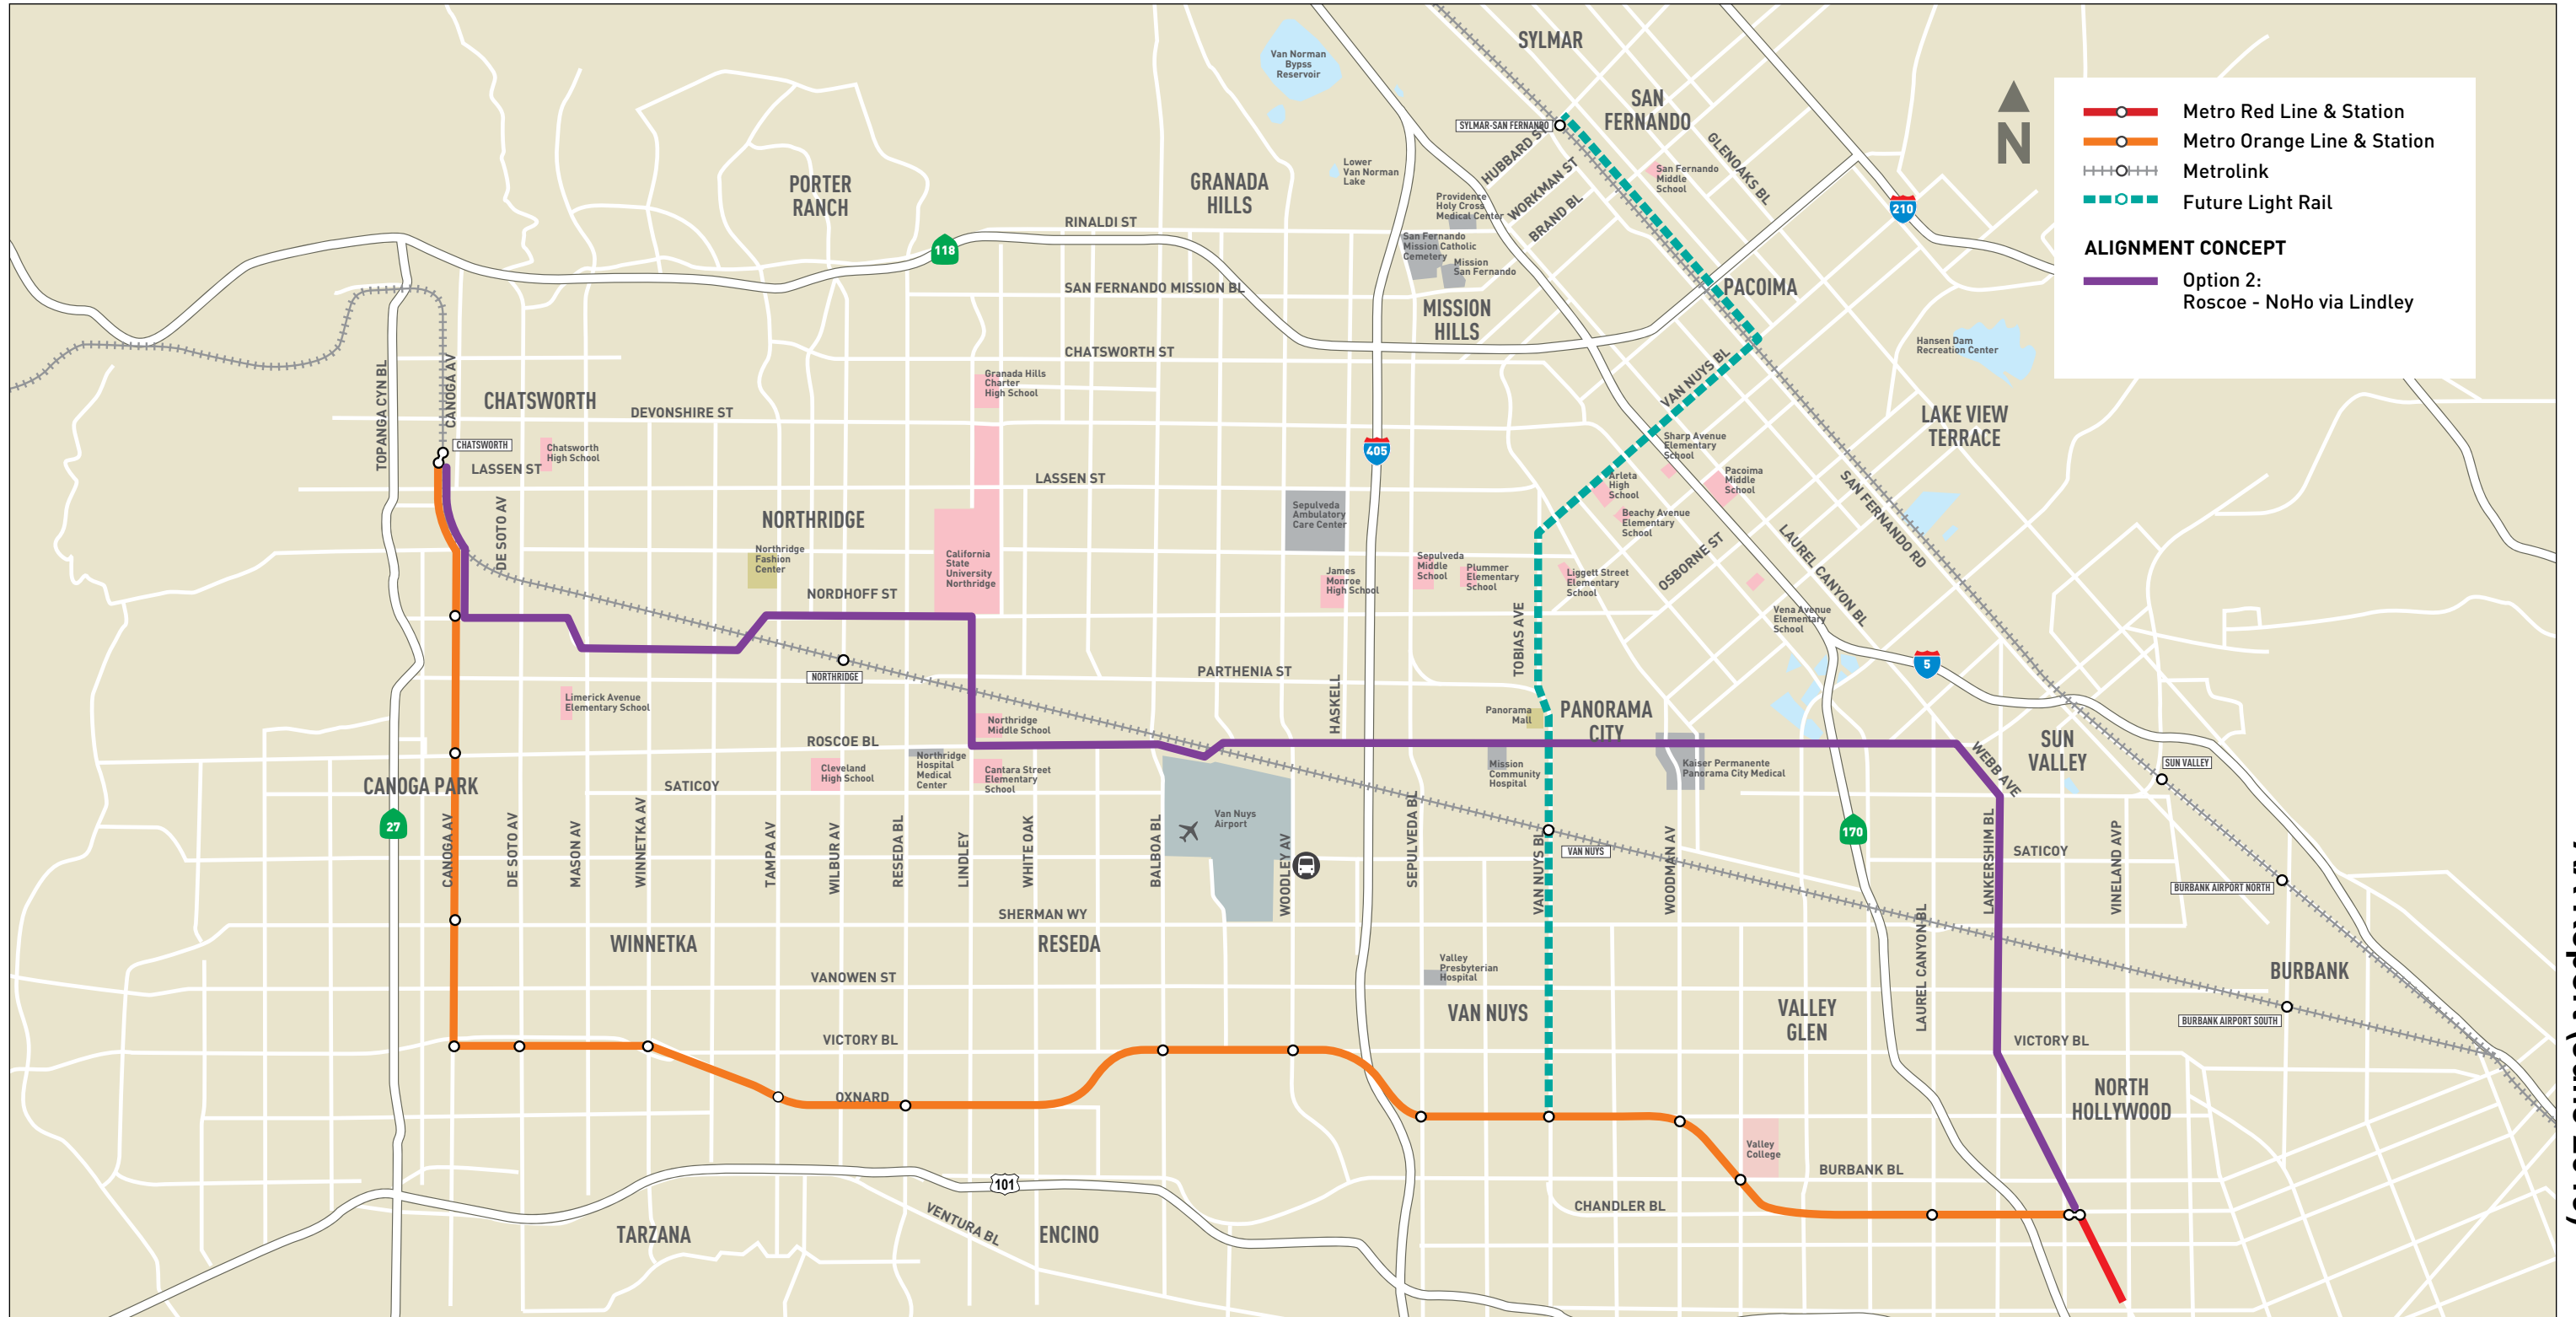 SYLMAR
Van Norman
Bypss
Reservoir
SAN
FERNANDO
SYLMAR-SAN FERNANDO
HUBBARD ST
WORKMAN ST
BRAND BL
GLENOAKS BL
San Fernando
Middle
School
Lower
Van Norman
Lake
Providence
Holy Cross
Medical Center
San Fernando
Mission Catholic
Cemetery
Mission
San Fernando
N
Metro Red Line & Station
Metro Orange Line & Station
Metrolink
Future Light Rail
ALIGNMENT CONCEPT
Option 2:
Roscoe - NoHo via Lindley
210
PORTER
RANCH
GRANADA
HILLS
118
RINALDI ST
SAN FERNANDO MISSION BL
MISSION
HILLS
PACOIMA
Hansen Dam
Recreation Center
CHATSWORTH ST
VAN NUYS BL
TOPANGA CYN BL
CANOGA AV
CHATSWORTH
Granada Hills
Charter
High School
DEVONSHIRE ST
LAKE VIEW
TERRACE
CHATSWORTH
Chatsworth
High School
LASSEN ST
LASSEN ST
405
Sharp Avenue
Elementary
School
Arleta
High
School
Pacoima
Middle
School
Beachy Avenue
Elementary
School
SAN FERNANDO RD
DE SOTO AV
NORTHRIDGE
Sepulveda
Ambulatory
Care Center
Northridge
Fashion
Center
California
State
University
Northridge
NORDHOFF ST
James
Monroe
High School
Sepulveda
Middle
School
Plummer
Elementary
School
Liggett Street
Elementary
School
OSBORNE ST
LAUREL CANYON BL
Vena Avenue
Elementary
School
TOBIAS AVE
5
NORTHRIDGE
PARTHENIA ST
HASKELL
Limerick Avenue
Elementary School
Northridge
Middle School
Panorama
Mall
PANORAMA
CITY
ROSCOE BL
Northridge
Hospital
Medical
Center
Cleveland
High School
Cantara Street
Elementary
School
Mission
Community
Hospital
Kaiser Permanente
Panorama City Medical
WEBB AVE
SUN
VALLEY
SUN VALLEY
CANOGA PARK
SATICOY
27
Van Nuys
Airport
170
CANOGA AV
DE SOTO AV
MASON AV
WINNETKA AV
TAMPA AV
WILBUR AV
RESEDA BL
LINDLEY
WHITE OAK
BALBOA BL
WOODLEY AV
SEPULVEDA BL
VAN NUYS BL
VAN NUYS
WOODMAN AV
LAUREL CANYON BL
LANKERSHIM BL
SATICOY
VINELAND AVP
BURBANK AIRPORT NORTH
SHERMAN WY
WINNETKA
RESEDA
VANOWEN ST
Valley
Presbyterian
Hospital
VAN NUYS
VALLEY
GLEN
BURBANK
BURBANK AIRPORT SOUTH
VICTORY BL
VICTORY BL
OXNARD
NORTH
HOLLYWOOD
Valley
College
BURBANK BL
CHANDLER BL
101
VENTURA BL
TARZANA
ENCINO